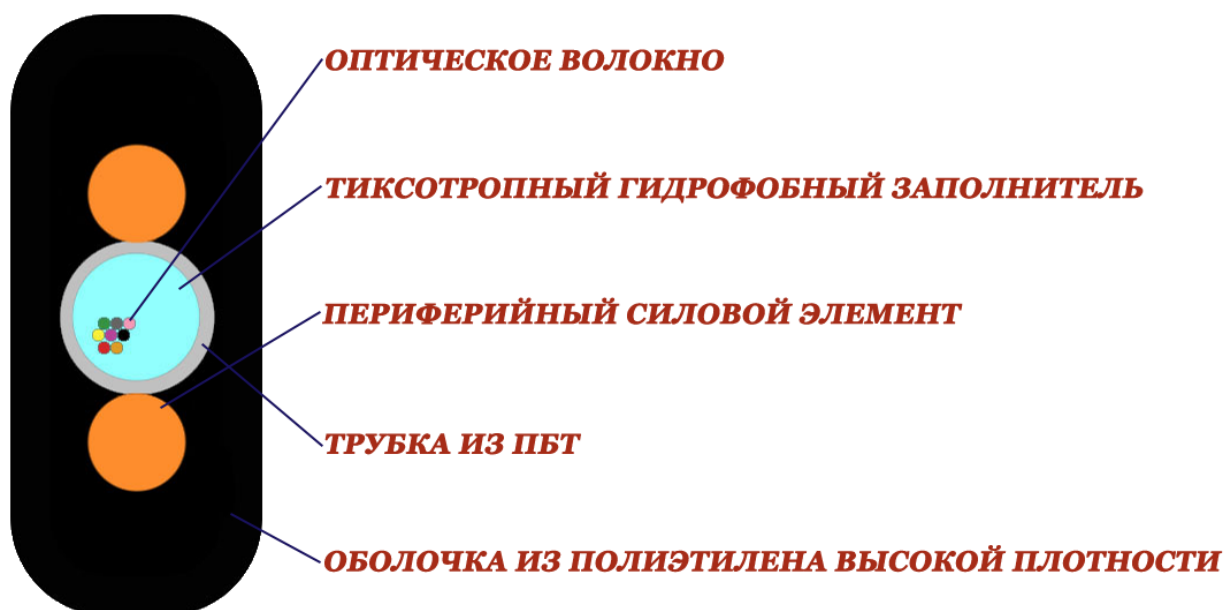 ОПТИЧЕСКОЕ ВОЛОКНО
ТИКСОТРОПНЫЙ ГИДРОФОБНЫЙ ЗАПОЛНИТЕЛЬ
ПЕРИФЕРИЙНЫЙ СИЛОВОЙ ЭЛЕМЕНТ
ТРУБКА ИЗ ПБТ
ОБОЛОЧКА ИЗ ПОЛИЭТИЛЕНА ВЫСОКОЙ ПЛОТНОСТИ